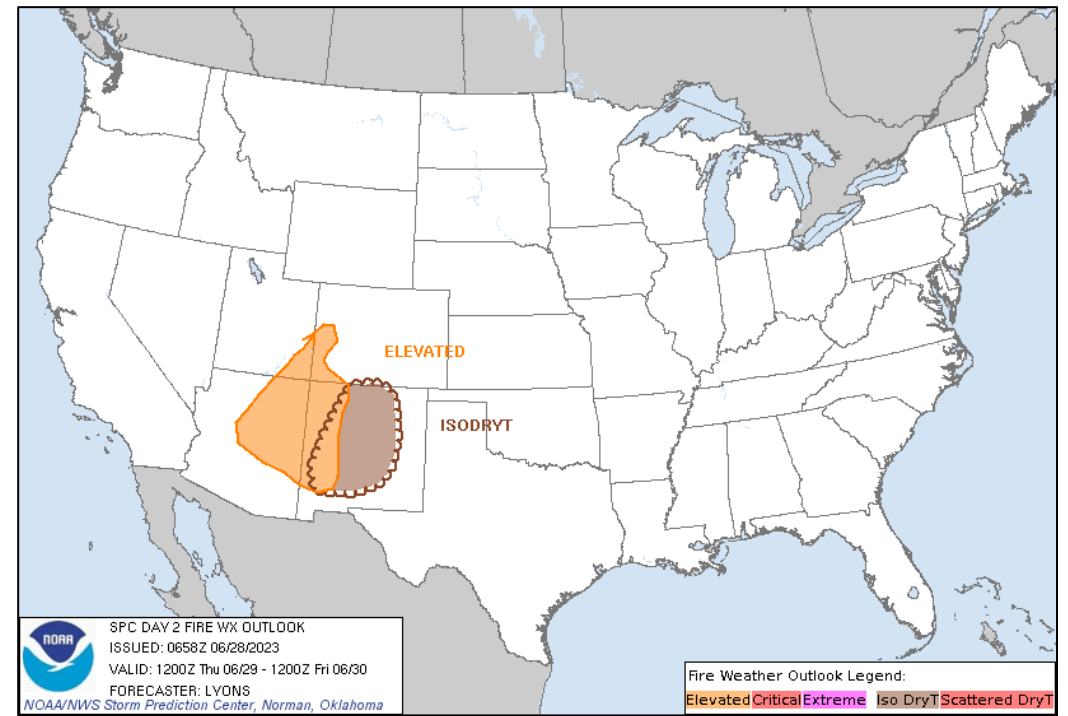 ELEVATED
ISODRYT
NOAA
SPC DAY 2 FIRE WX OUTLOOK
ISSUED: 0658Z 06/28/2023
VALID: 1200Z Thu 06/29 - 1200Z Fri 06/30
FORECASTER: LYONS
NOAA/NWS Storm Prediction Center, Norman, Oklahoma
Fire Weather Outlook Legend:
Elevated Critical Extreme Iso DryT Scattered DryT